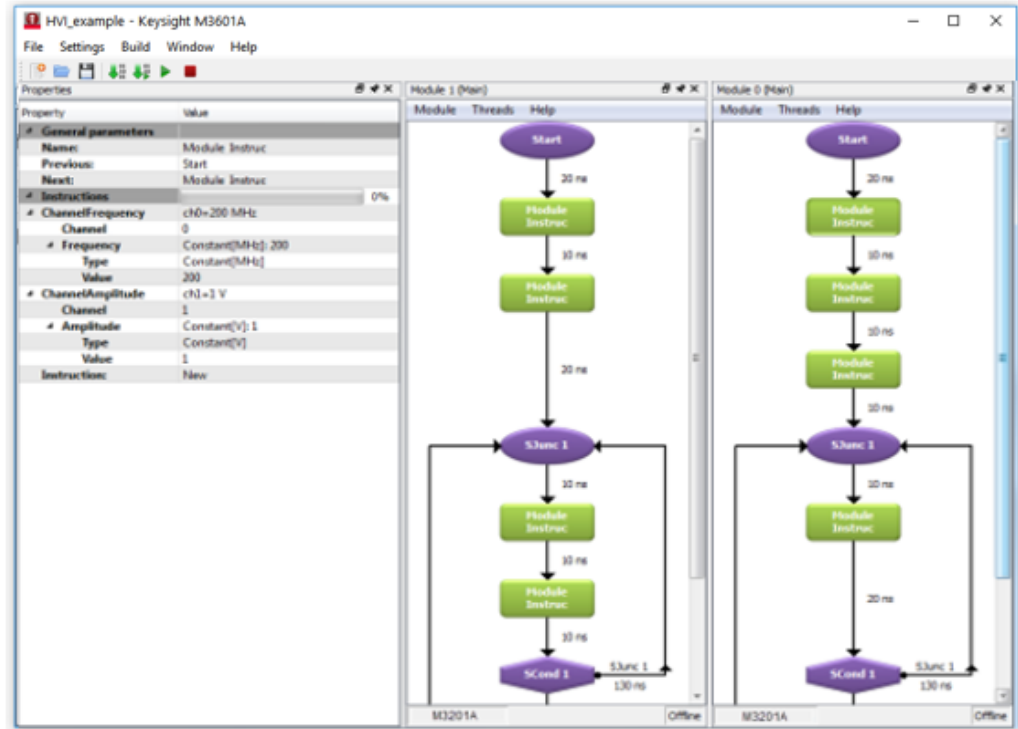 HVI_example - Keysight M3601A
File Settings Build Window Help
Properties
Property Value
General parameters
Name: Module Instruc
Previous: Start
Next: Module Instruc
Instructions 0%
ChannelFrequency ch0=200 MHz
Channel 0
Frequency Constant[MHz]: 200
Type Constant[MHz]
Value 200
ChannelAmplitude ch1=1 V
Channel 1
Amplitude Constant[V]: 1
Type Constant[V]
Value 1
Instruction: New
Module 1 (Main)
Module Threads Help
Start
20 ns
Module
Instruc
10 ns
Module
Instruc
20 ns
SJunc 1
10 ns
Module
Instruc
10 ns
Module
Instruc
10 ns
SCond 1
SJunc 1
130 ns
M3201A Offline
Module 0 (Main)
Module Threads Help
Start
20 ns
Module
Instruc
10 ns
Module
Instruc
10 ns
Module
Instruc
10 ns
SJunc 1
10 ns
Module
Instruc
20 ns
SCond 1
SJunc 1
130 ns
M3201A Offline